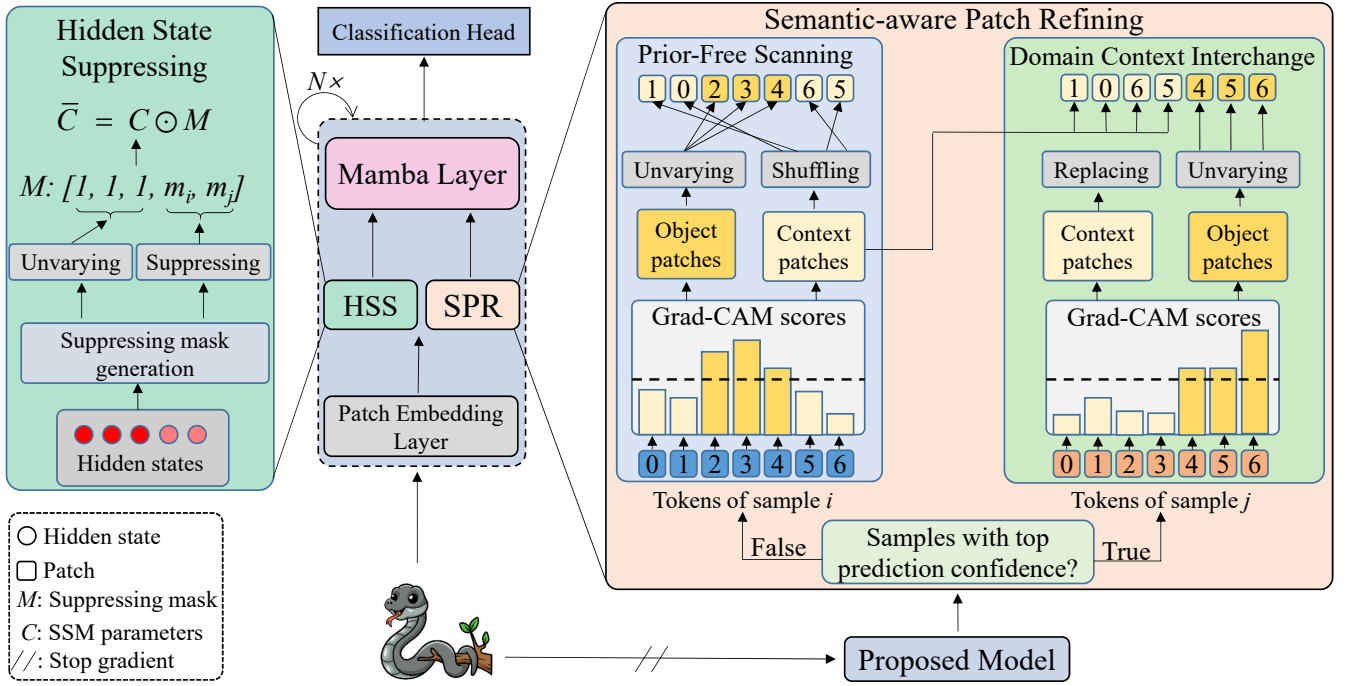 Hidden State
Suppressing
C̅ = C ⊙ M
M: [1, 1, 1, mᵢ, mⱼ]
Unvarying
Suppressing
Suppressing mask
generation
Hidden states
Hidden state
Patch
M: Suppressing mask
C: SSM parameters
//: Stop gradient
Classification Head
N×
Mamba Layer
HSS
SPR
Patch Embedding
Layer
Semantic-aware Patch Refining
Prior-Free Scanning
1 0 2 3 4 6 5
Unvarying
Shuffling
Object
patches
Context
patches
Grad-CAM scores
0 1 2 3 4 5 6
Tokens of sample i
Domain Context Interchange
1 0 6 5 4 5 6
Replacing
Unvarying
Context
patches
Object
patches
Grad-CAM scores
0 1 2 3 4 5 6
Tokens of sample j
False
Samples with top
prediction confidence?
True
//
Proposed Model